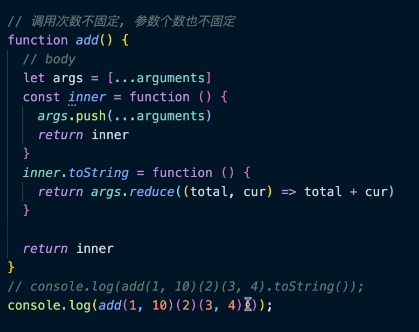 // 调用次数不固定, 参数个数也不固定
function add() {
// body
let args = [...arguments]
const inner = function () {
args.push(...arguments)
return inner
}
inner.toString = function () {
return args.reduce((total, cur) => total + cur)
}
return inner
}
// console.log(add(1, 10)(2)(3, 4).toString());
console.log(add(1, 10)(2)(3, 4)));